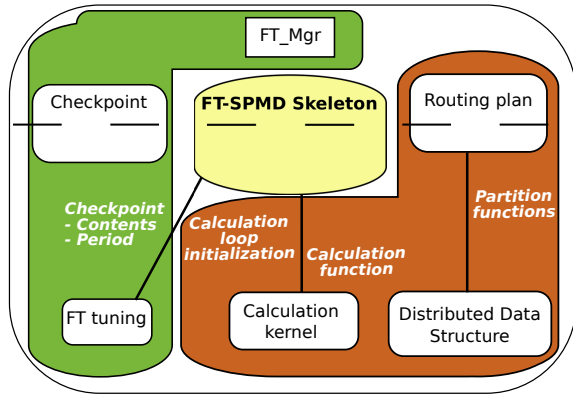 FT_Mgr
Checkpoint
FT-SPMD Skeleton
Routing plan
Checkpoint
- Contents
- Period
Calculation
loop
initialization
Calculation
function
Partition
functions
FT tuning
Calculation
kernel
Distributed Data
Structure